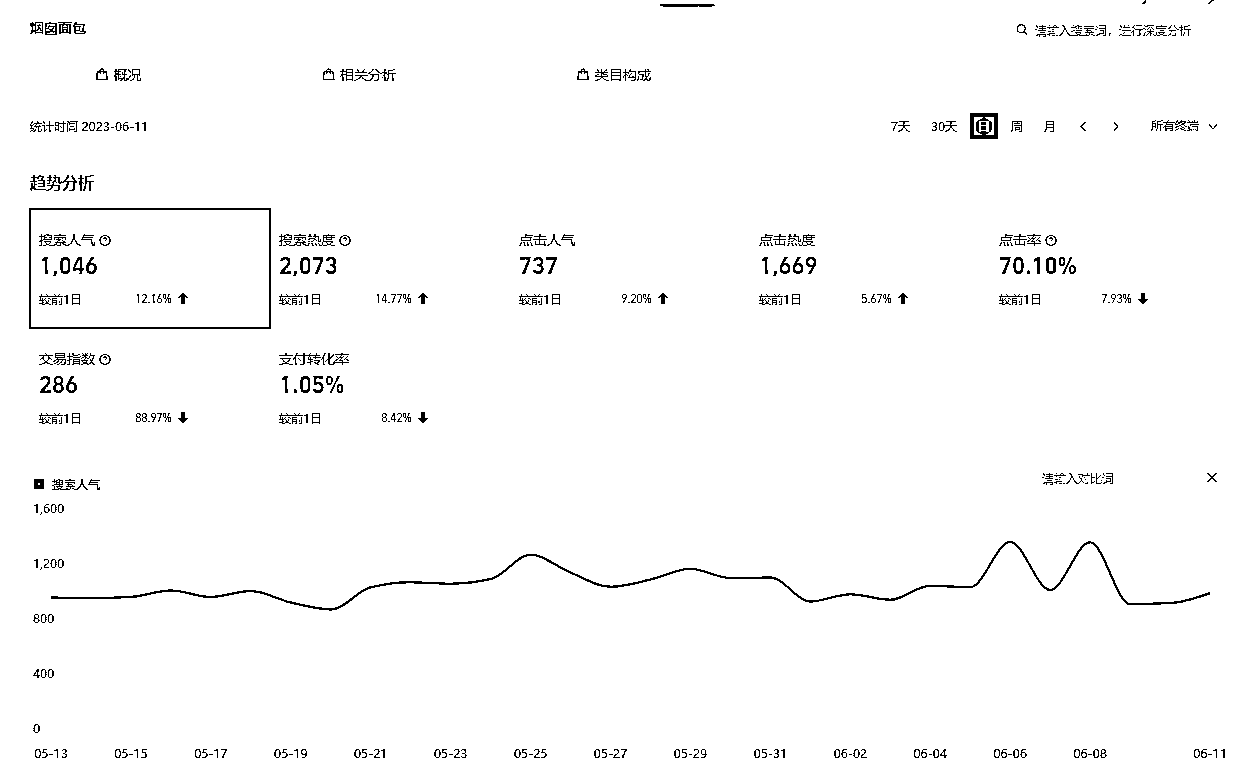 烟囱面包
请输入搜索词，进行深度分析
概况 相关分析 类目构成
统计时间 2023-06-11
7天 30天 日 周 月 所有终端
趋势分析
搜索人气 搜索热度 点击人气 点击热度 点击率
1,046 2,073 737 1,669 70.10%
较前1日 12.16% 较前1日 14.77% 较前1日 9.20% 较前1日 5.67% 较前1日 7.93%
交易指数 支付转化率
286 1.05%
较前1日 88.97% 较前1日 8.42%
搜索人气 请输入对比词
1,600
1,200
800
400
0
05-13 05-15 05-17 05-19 05-21 05-23 05-25 05-27 05-29 05-31 06-02 06-04 06-06 06-08 06-11